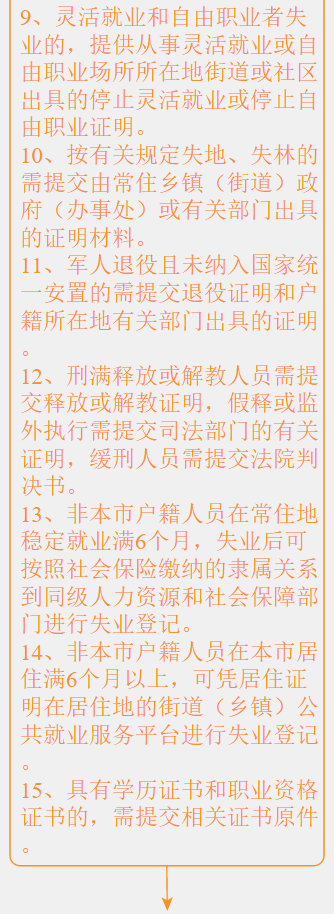 9、灵活就业和自由职业者失
业的，提供从事灵活就业或自
由职业场所所在地街道或社区
出具的停止灵活就业或停止自
由职业证明。
10、按有关规定失地、失林的
需提交由常住乡镇（街道）政
府（办事处）或有关部门出具
的证明材料。
11、军人退役且未纳入国家统
一安置的需提交退役证明和户
籍所在地有关部门出具的证明
。
12、刑满释放或解教人员需提
交释放或解教证明，假释或监
外执行需提交司法部门的有关
证明，缓刑人员需提交法院判
决书。
13、非本市户籍人员在常住地
稳定就业满6个月，失业后可
按照社会保险缴纳的隶属关系
到同级人力资源和社会保障部
门进行失业登记。
14、非本市户籍人员在本市居
住满6个月以上，可凭居住证
明在居住地的街道（乡镇）公
共就业服务平台进行失业登记
。
15、具有学历证书和职业资格
证书的，需提交相关证书原件
。